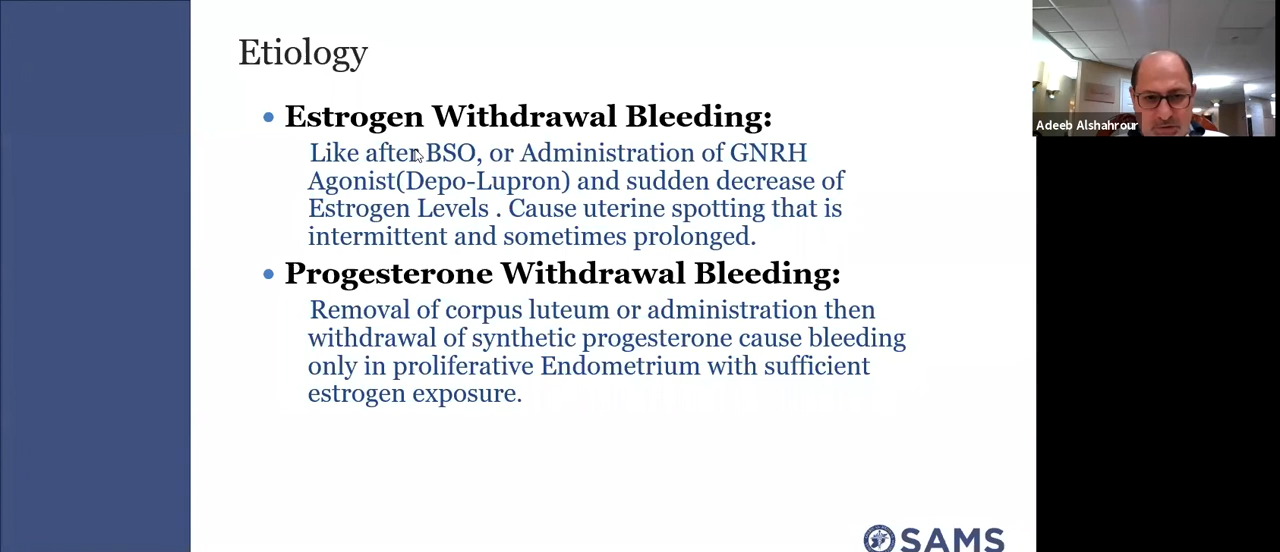 Etiology
Estrogen Withdrawal Bleeding:
Like after BSO, or Administration of GNRH
Agonist(Depo-Lupron) and sudden decrease of
Estrogen Levels . Cause uterine spotting that is
intermittent and sometimes prolonged.
Progesterone Withdrawal Bleeding:
Removal of corpus luteum or administration then
withdrawal of synthetic progesterone cause bleeding
only in proliferative Endometrium with sufficient
estrogen exposure.
SAMS
Adeeb Alshahrour